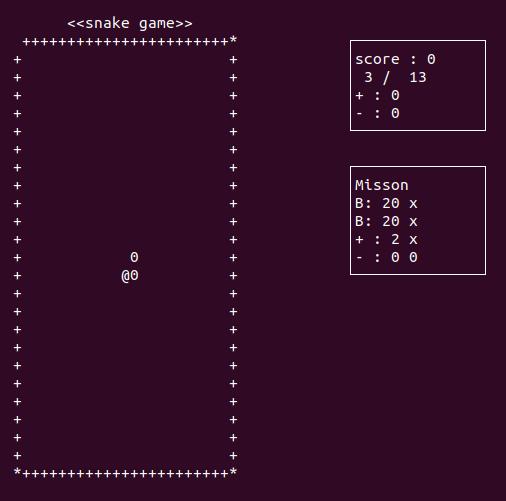 <<snake game>>
+++++++++++++++++++++++*
+ +
+ +
+ +
+ +
+ +
+ +
+ +
+ +
+ +
+ +
+ +
+ 0 +
+ @0 +
+ +
+ +
+ +
+ +
+ +
+ +
+ +
+ +
+ +
+ +
*+++++++++++++++++++++++*
score : 0
3 / 13
+ : 0
- : 0
Misson
B: 20 x
B: 20 x
+ : 2 x
- : 0 0